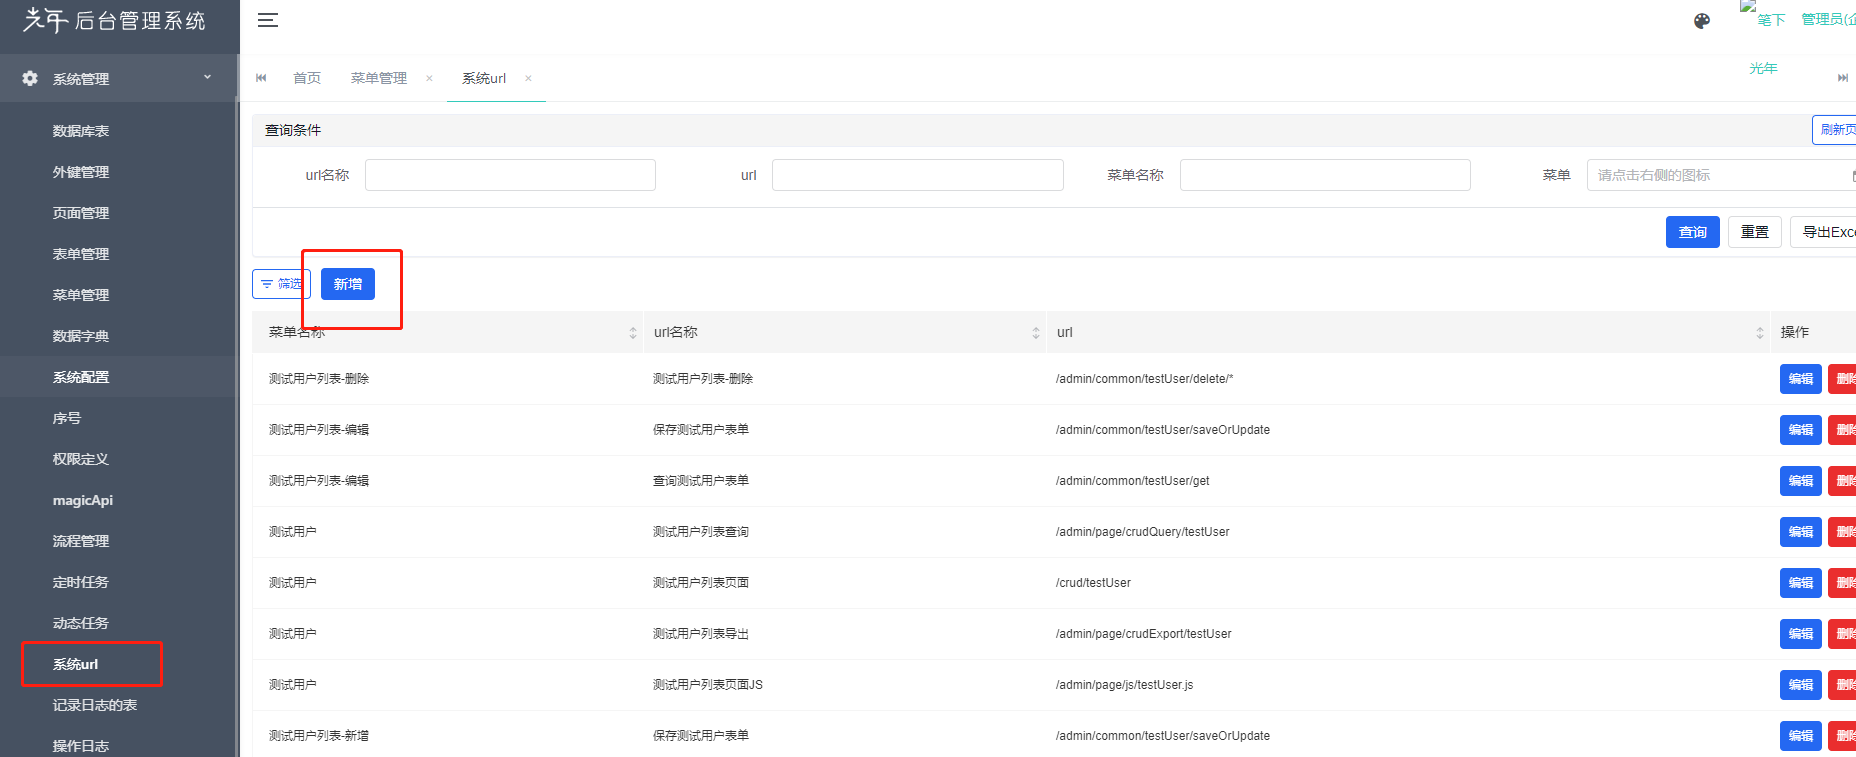 光年 后台管理系统
笔下 管理员(企
系统管理
首页 菜单管理 × 系统url ×
光年
数据库表
外键管理
页面管理
表单管理
菜单管理
数据字典
系统配置
序号
权限定义
magicApi
流程管理
定时任务
动态任务
系统url
记录日志的表
操作日志
查询条件 刷新页
url名称 url 菜单名称 菜单 请点击右侧的图标
查询 重置 导出Exc
筛选 新增
菜单名称 url名称 url 操作
测试用户列表-删除 测试用户列表-删除 /admin/common/testUser/delete/* 编辑 删除
测试用户列表-编辑 保存测试用户表单 /admin/common/testUser/saveOrUpdate 编辑 删除
测试用户列表-编辑 查询测试用户表单 /admin/common/testUser/get 编辑 删除
测试用户 测试用户列表查询 /admin/page/crudQuery/testUser 编辑 删除
测试用户 测试用户列表页面 /crud/testUser 编辑 删除
测试用户 测试用户列表导出 /admin/page/crudExport/testUser 编辑 删除
测试用户 测试用户列表页面JS /admin/page/js/testUser.js 编辑 删除
测试用户列表-新增 保存测试用户表单 /admin/common/testUser/saveOrUpdate 编辑 删除